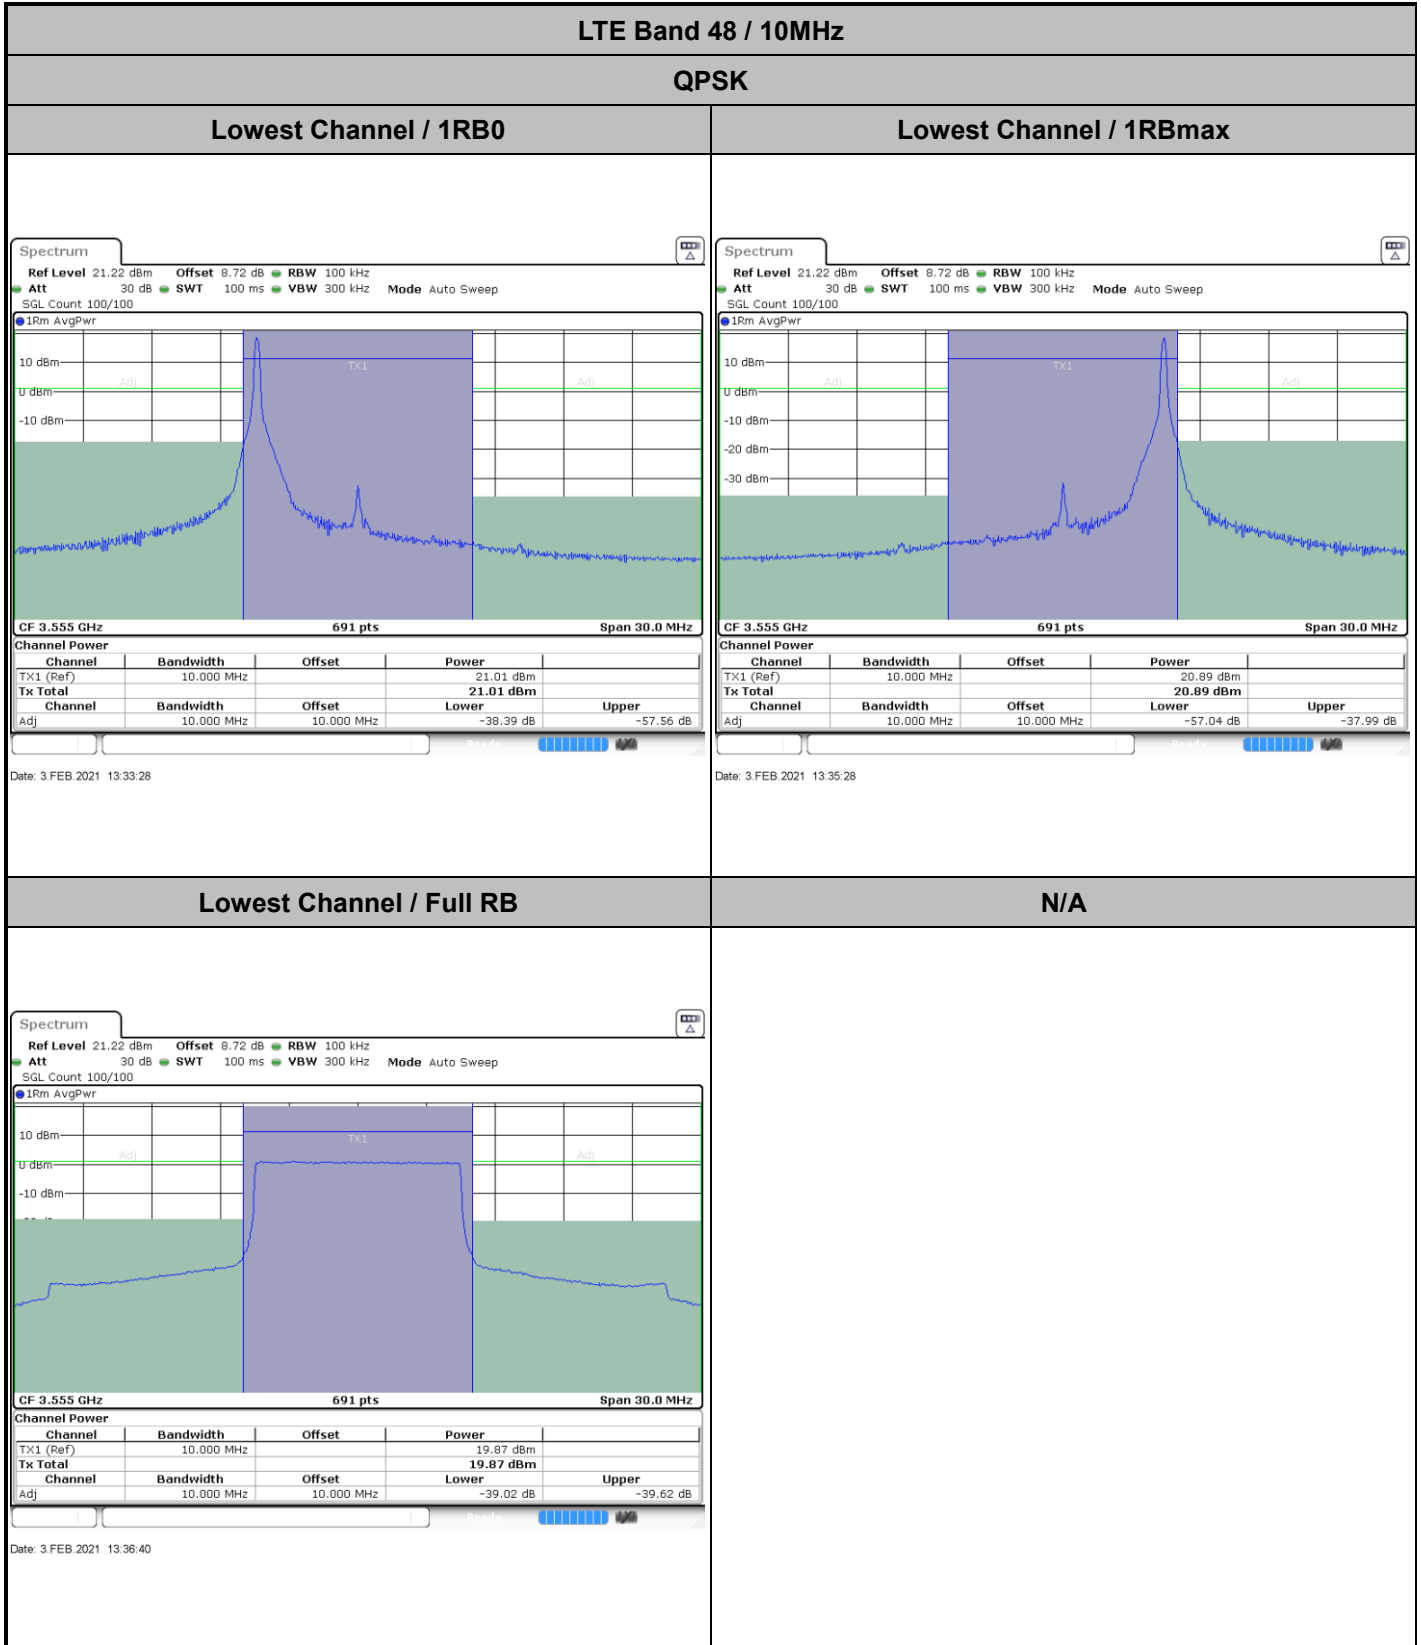 LTE Band 48 / 10MHz
QPSK
Lowest Channel / 1RB0
Lowest Channel / 1RBmax
Spectrum
Ref Level 21.22 dBm Offset 8.72 dB RBW 100 kHz
Att 30 dB SWT 100 ms VBW 300 kHz Mode Auto Sweep
SGL Count 100/100
1Rm AvgPwr
10 dBm
TX1
Adj
Adj
0 dBm
-10 dBm
CF 3.555 GHz 691 pts Span 30.0 MHz
Channel Power
Channel Bandwidth Offset Power
TX1 (Ref) 10.000 MHz 21.01 dBm
Tx Total 21.01 dBm
Channel Bandwidth Offset Lower Upper
Adj 10.000 MHz 10.000 MHz -38.39 dB -57.56 dB
Ready
Date: 3.FEB.2021 13:33:28
Spectrum
Ref Level 21.22 dBm Offset 8.72 dB RBW 100 kHz
Att 30 dB SWT 100 ms VBW 300 kHz Mode Auto Sweep
SGL Count 100/100
1Rm AvgPwr
10 dBm
TX1
Adj
Adj
0 dBm
-10 dBm
-20 dBm
-30 dBm
CF 3.555 GHz 691 pts Span 30.0 MHz
Channel Power
Channel Bandwidth Offset Power
TX1 (Ref) 10.000 MHz 20.89 dBm
Tx Total 20.89 dBm
Channel Bandwidth Offset Lower Upper
Adj 10.000 MHz 10.000 MHz -57.04 dB -37.99 dB
Ready
Date: 3.FEB.2021 13:35:28
Lowest Channel / Full RB
N/A
Spectrum
Ref Level 21.22 dBm Offset 8.72 dB RBW 100 kHz
Att 30 dB SWT 100 ms VBW 300 kHz Mode Auto Sweep
SGL Count 100/100
1Rm AvgPwr
10 dBm
TX1
Adj
Adj
0 dBm
-10 dBm
CF 3.555 GHz 691 pts Span 30.0 MHz
Channel Power
Channel Bandwidth Offset Power
TX1 (Ref) 10.000 MHz 19.87 dBm
Tx Total 19.87 dBm
Channel Bandwidth Offset Lower Upper
Adj 10.000 MHz 10.000 MHz -39.02 dB -39.62 dB
Ready
Date: 3.FEB.2021 13:36:40